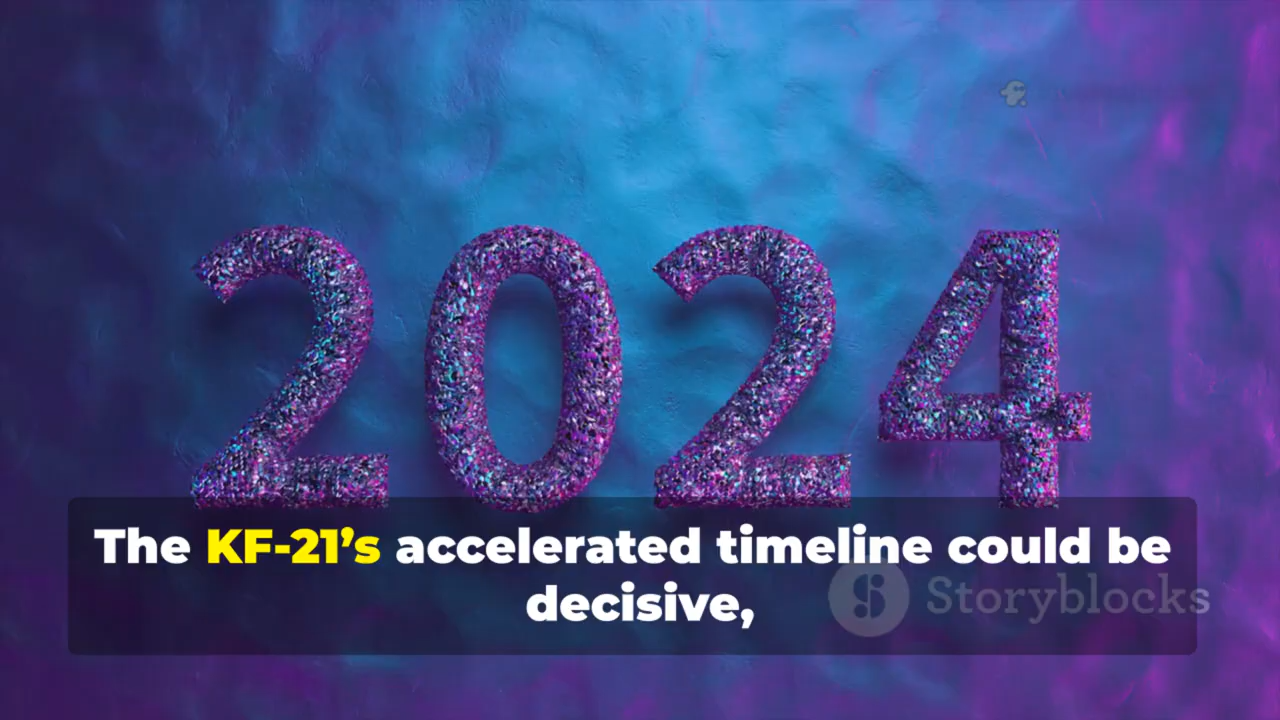 2024
The KF-21’s accelerated timeline could be
decisive,
Storyblocks